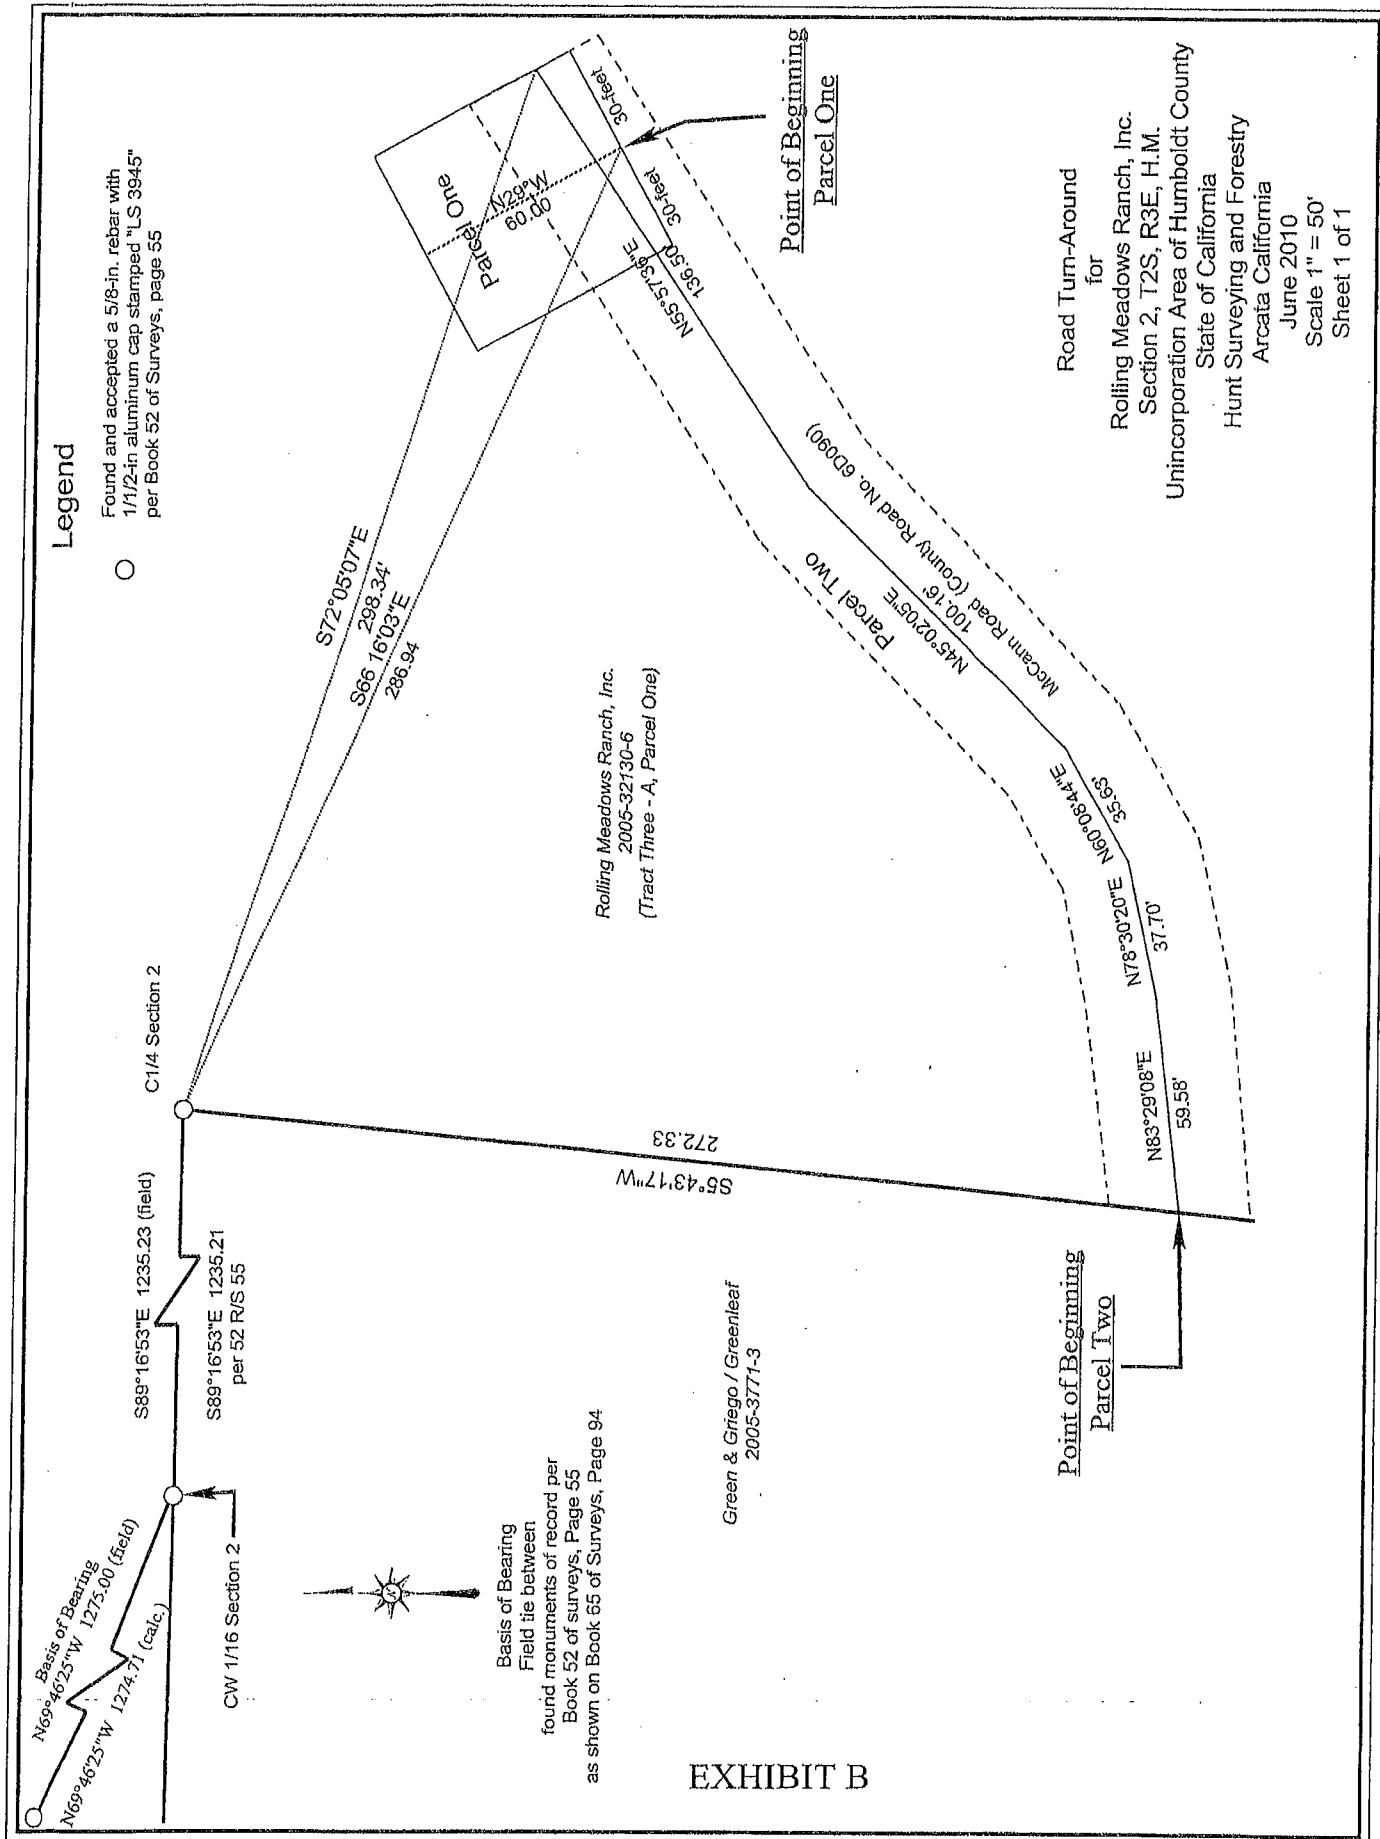 Legend
Found and accepted a 5/8-in. rebar with
1/1/2-in aluminum cap stamped "LS 3945"
per Book 52 of Surveys, page 55
Basis of Bearing
N69°46'25"W 1275.00 (field)
N69°46'25"W 1274.71 (calc.)
CW 1/16 Section 2
S89°16'53"E 1235.23 (field)
S89°16'53"E 1235.21
per 52 R/S 55
C1/4 Section 2
S72°05'07"E
298.34'
S66 16'03"E
286.94
Parcel One
N29°W
60.00
30-feet
30-feet
Point of Beginning
Parcel One
N55°57'36"E
136.50'
Basis of Bearing
Field tie between
found monuments of record per
Book 52 of surveys, Page 55
as shown on Book 65 of Surveys, Page 94
S5°43'17"W
272.33
Rolling Meadows Ranch, Inc.
2005-32130-6
(Tract Three - A, Parcel One)
Green & Griego / Greenleaf
2005-3771-3
Parcel Two
N45°02'05"E
100.16'
McCann Road (County Road No. 6D090)
N60°08'44"E
35.63'
N78°30'20"E
37.70'
N83°29'08"E
59.58'
Point of Beginning
Parcel Two
Road Turn-Around
for
Rolling Meadows Ranch, Inc.
Section 2, T2S, R3E, H.M.
Unincorporation Area of Humboldt County
State of California
Hunt Surveying and Forestry
Arcata California
June 2010
Scale 1" = 50'
Sheet 1 of 1
EXHIBIT B